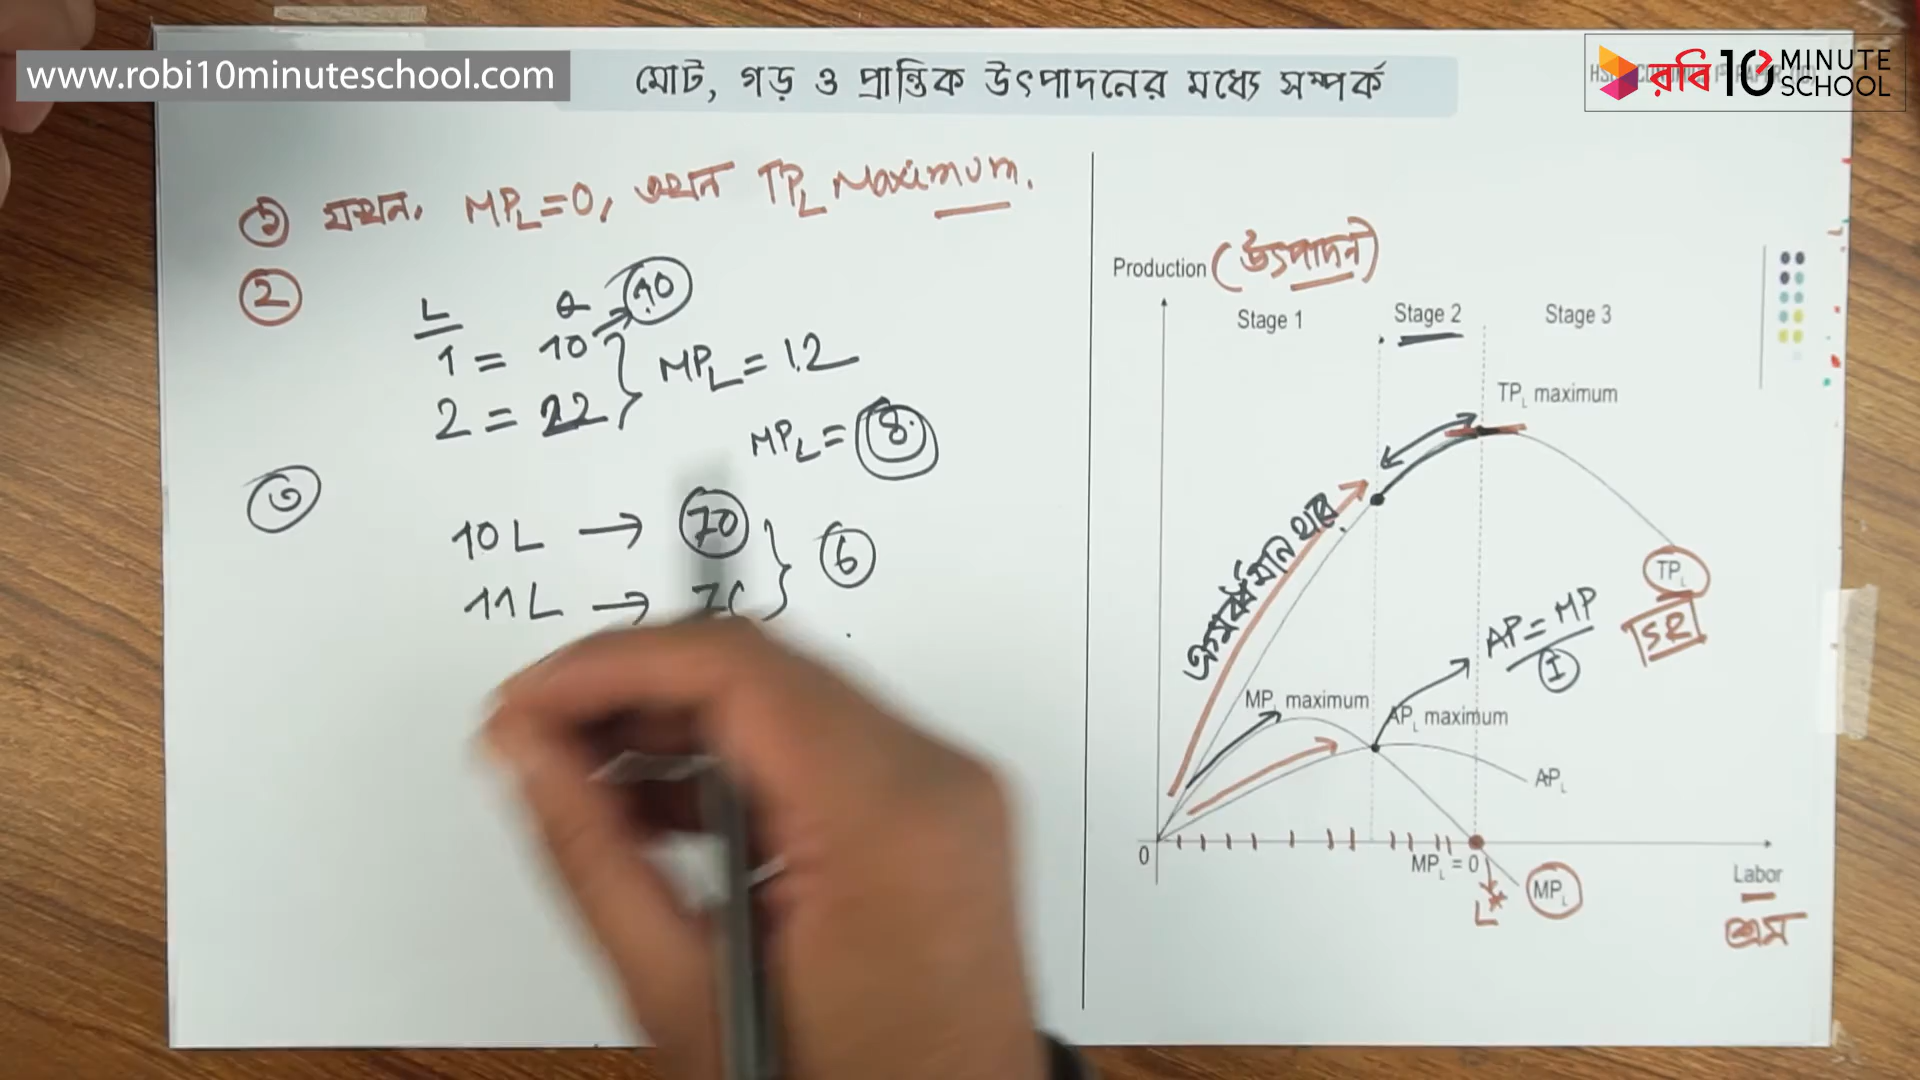 www.robi10minuteschool.com
মোট, গড় ও প্রান্তিক উৎপাদনের মধ্যে সম্পর্ক
রবি 10 MINUTE SCHOOL
① যখন, MPL=0, তখন TPL Maximum.
2
L Q 10
1 = 10
2 = 22 } MPL = 12
MPL = 8
৩
10L → 70
11L → } 6
Production (উৎপাদন)
Stage 1 Stage 2 Stage 3
TPL maximum
ক্রমবর্ধমান হারে
TPL
SR
AP = MP
I
MPL maximum
APL maximum
APL
0
MPL = 0
L*
MPL
Labor
শ্রম